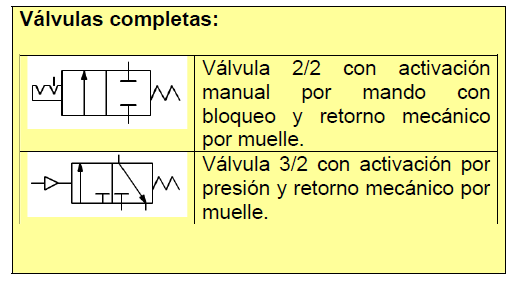 Válvulas completas:
Válvula 2/2 con activación
manual por mando con
bloqueo y retorno mecánico
por muelle.
Válvula 3/2 con activación por
presión y retorno mecánico por
muelle.